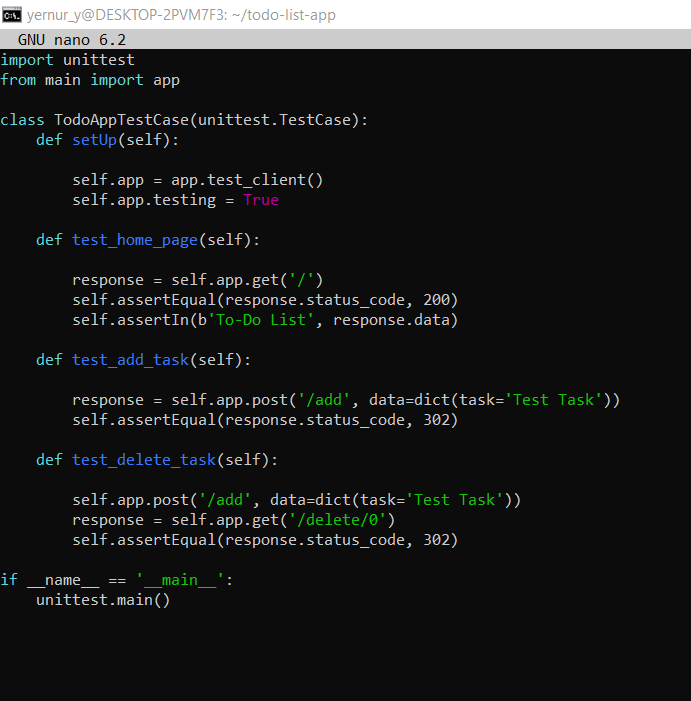 yernur_y@DESKTOP-2PVM7F3: ~/todo-list-app
GNU nano 6.2
import unittest
from main import app

class TodoAppTestCase(unittest.TestCase):
    def setUp(self):

        self.app = app.test_client()
        self.app.testing = True

    def test_home_page(self):

        response = self.app.get('/')
        self.assertEqual(response.status_code, 200)
        self.assertIn(b'To-Do List', response.data)

    def test_add_task(self):

        response = self.app.post('/add', data=dict(task='Test Task'))
        self.assertEqual(response.status_code, 302)

    def test_delete_task(self):

        self.app.post('/add', data=dict(task='Test Task'))
        response = self.app.get('/delete/0')
        self.assertEqual(response.status_code, 302)

if __name__ == '__main__':
    unittest.main()